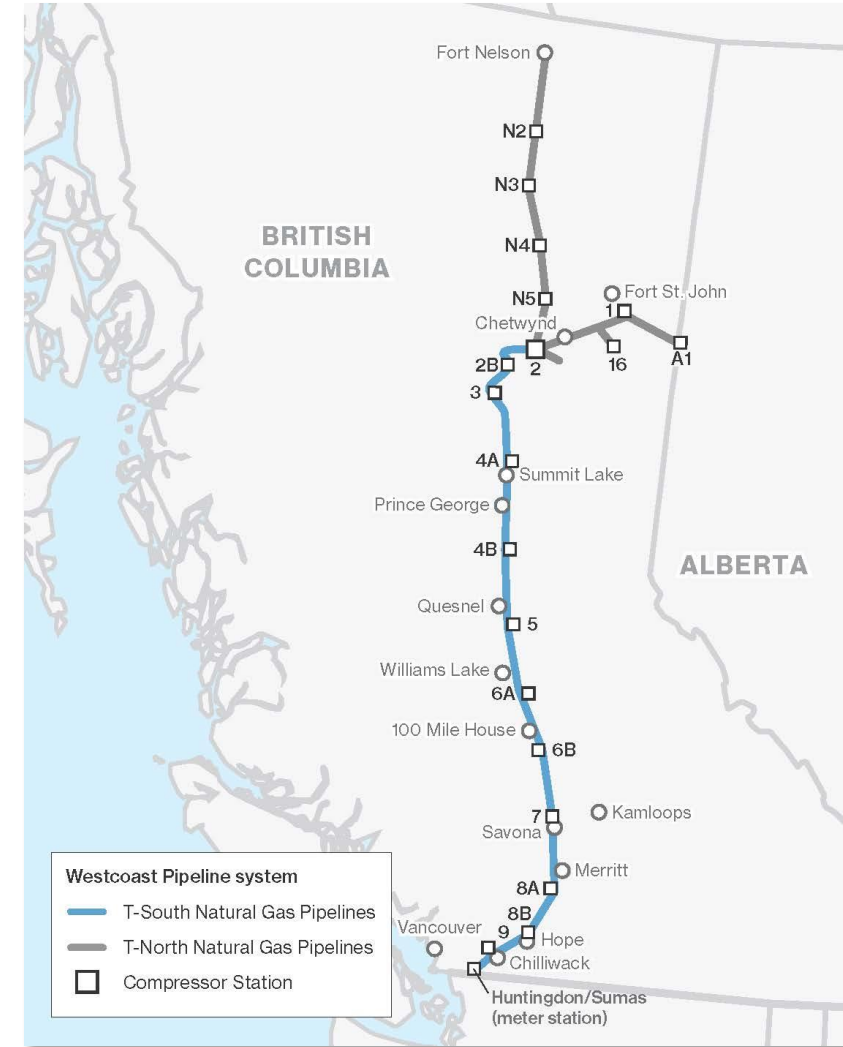 Fort Nelson
N2
N3
BRITISH
COLUMBIA
N4
N5
Fort St. John
1
Chetwynd
2B
2
16
A1
3
4A
Summit Lake
Prince George
4B
ALBERTA
Quesnel
5
Williams Lake
6A
100 Mile House
6B
7
Kamloops
Savona
Merritt
8A
8B
Vancouver
9
Hope
Chilliwack
Huntingdon/Sumas
(meter station)
Westcoast Pipeline system
T-South Natural Gas Pipelines
T-North Natural Gas Pipelines
Compressor Station